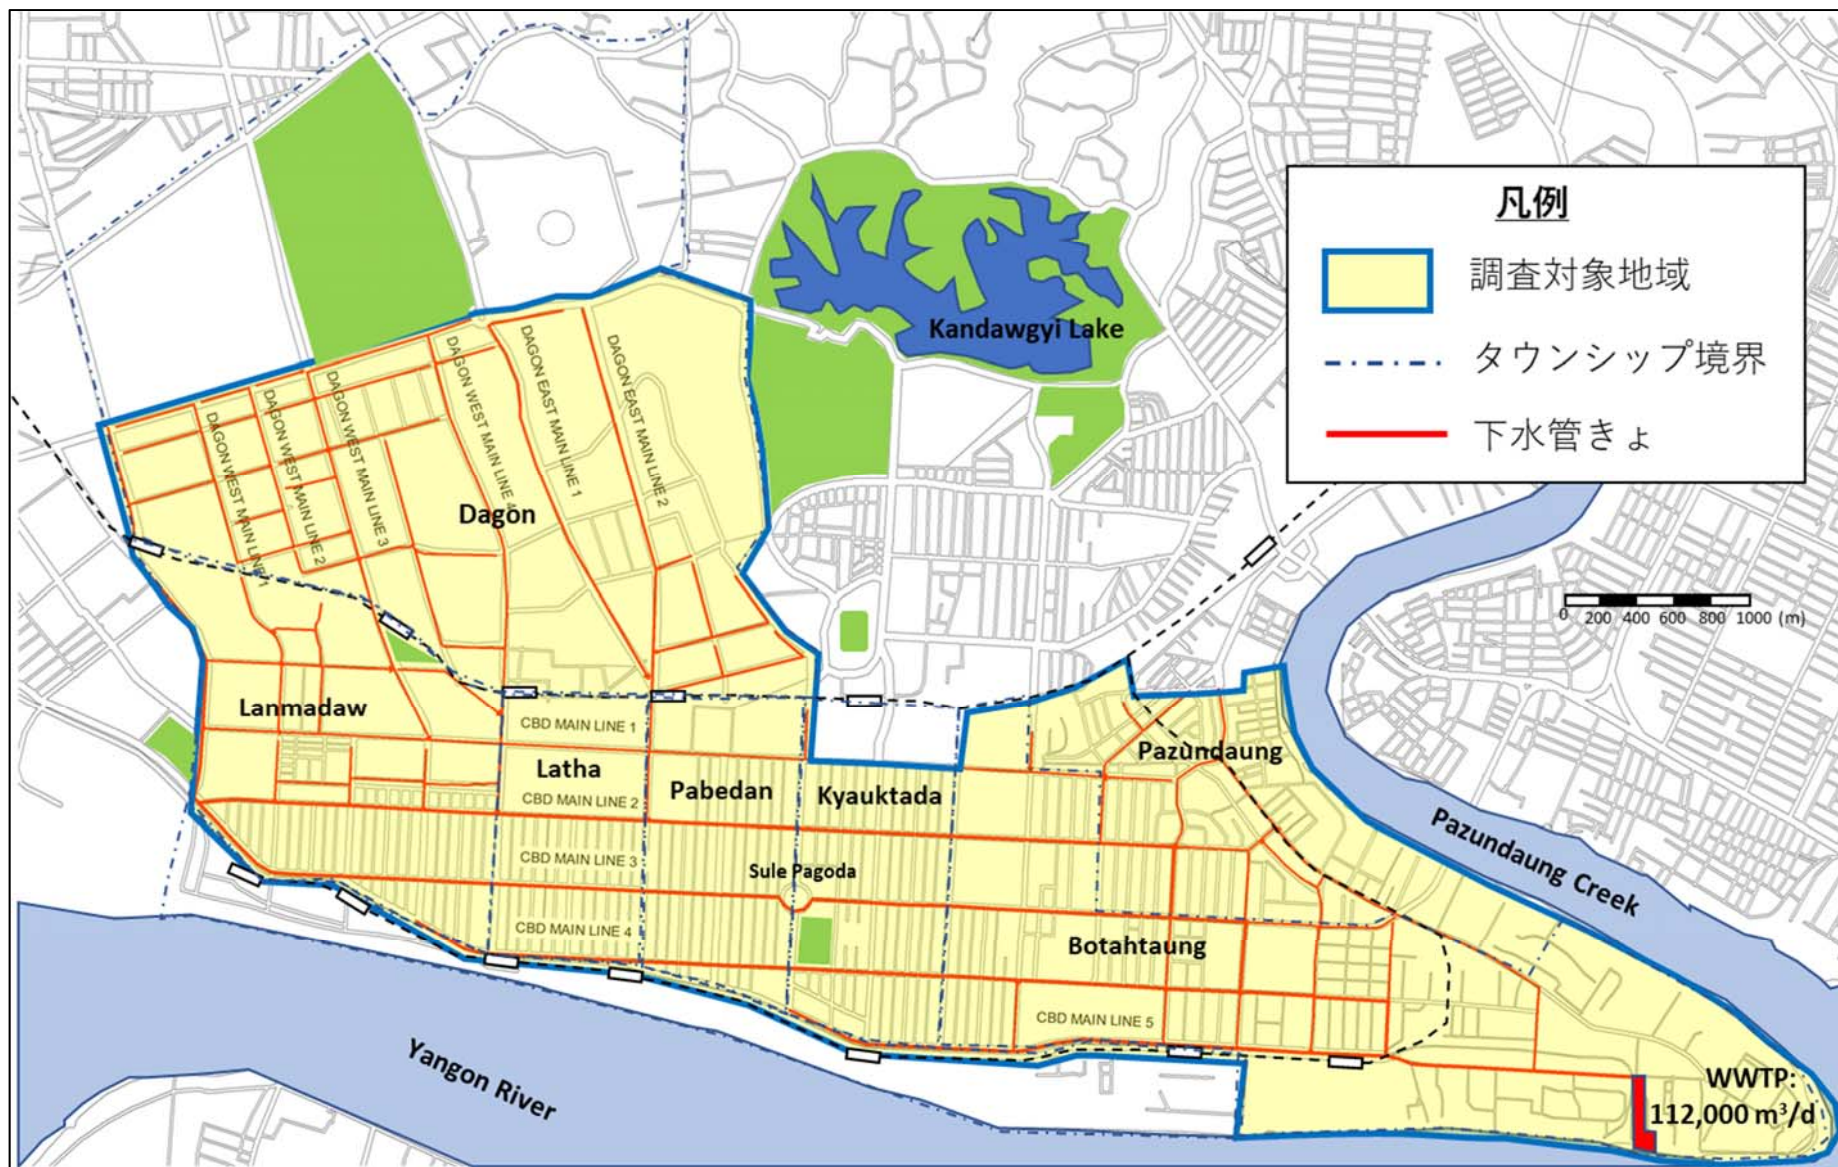 凡例
調査対象地域
タウンシップ境界
下水管きょ
Kandawgyi Lake
DAGON WEST MAIN LINE 1
DAGON WEST MAIN LINE 2
DAGON WEST MAIN LINE 3
DAGON WEST MAIN LINE 4
DAGON EAST MAIN LINE 1
DAGON EAST MAIN LINE 2
Dagon
0 200 400 600 800 1000 (m)
Lanmadaw
CBD MAIN LINE 1
Latha
Pabedan
Kyauktada
Pazundaung
CBD MAIN LINE 2
Pazundaung Creek
CBD MAIN LINE 3
Sule Pagoda
CBD MAIN LINE 4
Botahtaung
CBD MAIN LINE 5
Yangon River
WWTP:
112,000 m³/d